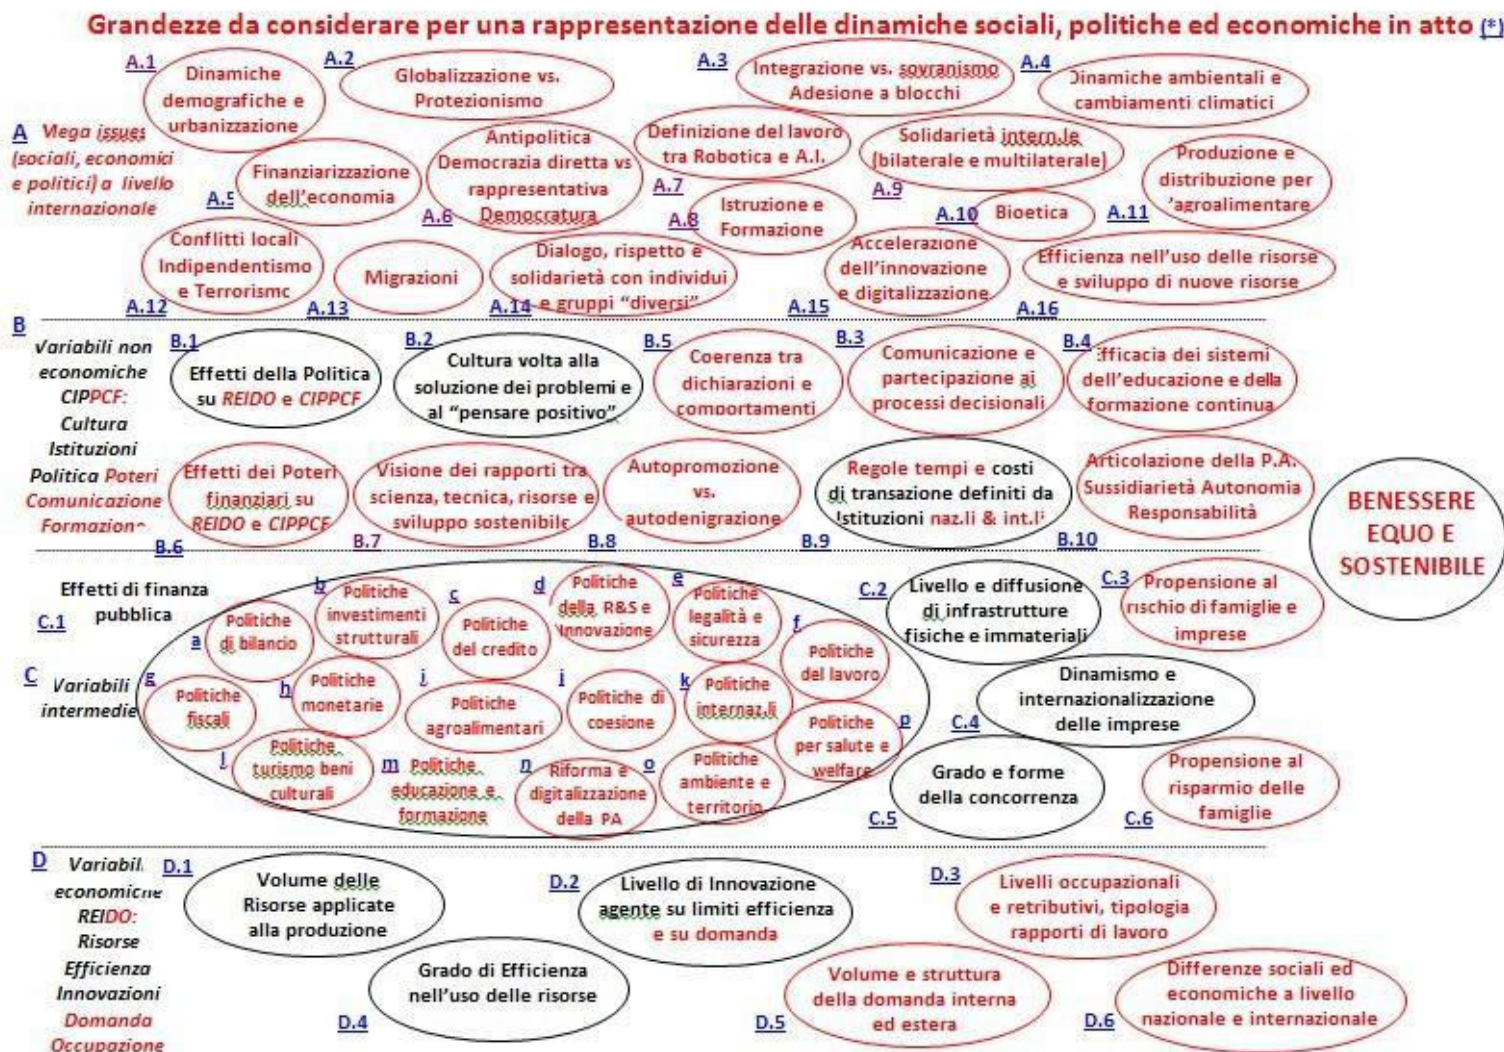 Grandezze da considerare per una rappresentazione delle dinamiche sociali, politiche ed economiche in atto (*)
A.1
Dinamiche
demografiche e
urbanizzazione
A.2
Globalizzazione vs.
Protezionismo
A.3
Integrazione vs. sovranismo
Adesione a blocchi
A.4
Dinamiche ambientali e
cambiamenti climatici
A Mega issues
(sociali, economici
e politici) a livello
internazionale
A.5
Finanziarizzazione
dell'economia
A.6
Antipolitica
Democrazia diretta vs
rappresentativa
Democratura
A.7
Definizione del lavoro
tra Robotica e A.I.
A.8
Istruzione e
Formazione
A.9
Solidarietà intern.le
(bilaterale e multilaterale)
A.10
Bioetica
A.11
Produzione e
distribuzione per
'agroalimentare
Conflitti locali
Indipendentismo
e Terrorismo
A.12
Migrazioni
A.13
Dialogo, rispetto e
solidarietà con individui
e gruppi "diversi"
A.14
Accelerazione
dell'innovazione
e digitalizzazione
A.15
Efficienza nell'uso delle risorse
e sviluppo di nuove risorse
A.16
B
Variabili non
economiche
CIPPCF:
Cultura
Istituzioni
Politica Poteri
Comunicazione
Formazione
B.1
Effetti della Politica
su REIDO e CIPPCF
B.2
Cultura volta alla
soluzione dei problemi e
al "pensare positivo"
B.5
Coerenza tra
dichiarazioni e
comportamenti
B.3
Comunicazione e
partecipazione ai
processi decisionali
B.4
Efficacia dei sistemi
dell'educazione e della
formazione continua
Effetti dei Poteri
finanziari su
REIDO e CIPPCF
B.6
Visione dei rapporti tra
scienza, tecnica, risorse e
sviluppo sostenibile
B.7
Autopromozione
vs.
autodenigrazione
B.8
Regole tempi e costi
di transazione definiti da
Istituzioni naz.li & int.li
B.9
Articolazione della P.A.
Sussidiarietà Autonomia
Responsabilità
B.10
BENESSERE
EQUO E
SOSTENIBILE
Effetti di finanza
pubblica
C.1
C Variabili
intermedie
a
Politiche
di bilancio
b
Politiche
investimenti
strutturali
c
Politiche
del credito
d
Politiche
della R&S e
Innovazione
e
Politiche
legalità e
sicurezza
f
Politiche
del lavoro
g
Politiche
fiscali
h
Politiche
monetarie
i
Politiche
agroalimentari
j
Politiche di
coesione
k
Politiche
internaz.li
l
Politiche
turismo beni
culturali
m
Politiche
educazione e
formazione
n
Riforma e
digitalizzazione
della PA
o
Politiche
ambiente e
territorio
p
Politiche
per salute e
welfare
C.2
Livello e diffusione
di infrastrutture
fisiche e immateriali
C.3
Propensione al
rischio di famiglie e
imprese
Dinamismo e
internazionalizzazione
delle imprese
C.4
Grado e forme
della concorrenza
C.5
Propensione al
risparmio delle
famiglie
C.6
D
Variabili
economiche
REIDO:
Risorse
Efficienza
Innovazioni
Domanda
Occupazione
D.1
Volume delle
Risorse applicate
alla produzione
D.2
Livello di Innovazione
agente su limiti efficienza
e su domanda
D.3
Livelli occupazionali
e retributivi, tipologia
rapporti di lavoro
Grado di Efficienza
nell'uso delle risorse
D.4
Volume e struttura
della domanda interna
ed estera
D.5
Differenze sociali ed
economiche a livello
nazionale e internazionale
D.6